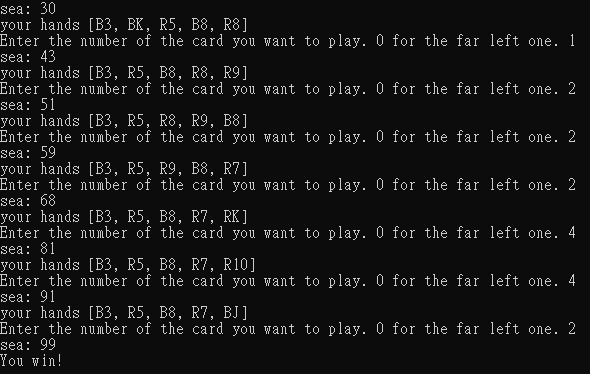 sea: 30
your hands [B3, BK, R5, B8, R8]
Enter the number of the card you want to play. 0 for the far left one. 1
sea: 43
your hands [B3, R5, B8, R8, R9]
Enter the number of the card you want to play. 0 for the far left one. 2
sea: 51
your hands [B3, R5, R8, R9, B8]
Enter the number of the card you want to play. 0 for the far left one. 2
sea: 59
your hands [B3, R5, R9, B8, R7]
Enter the number of the card you want to play. 0 for the far left one. 2
sea: 68
your hands [B3, R5, B8, R7, RK]
Enter the number of the card you want to play. 0 for the far left one. 4
sea: 81
your hands [B3, R5, B8, R7, R10]
Enter the number of the card you want to play. 0 for the far left one. 4
sea: 91
your hands [B3, R5, B8, R7, BJ]
Enter the number of the card you want to play. 0 for the far left one. 2
sea: 99
You win!